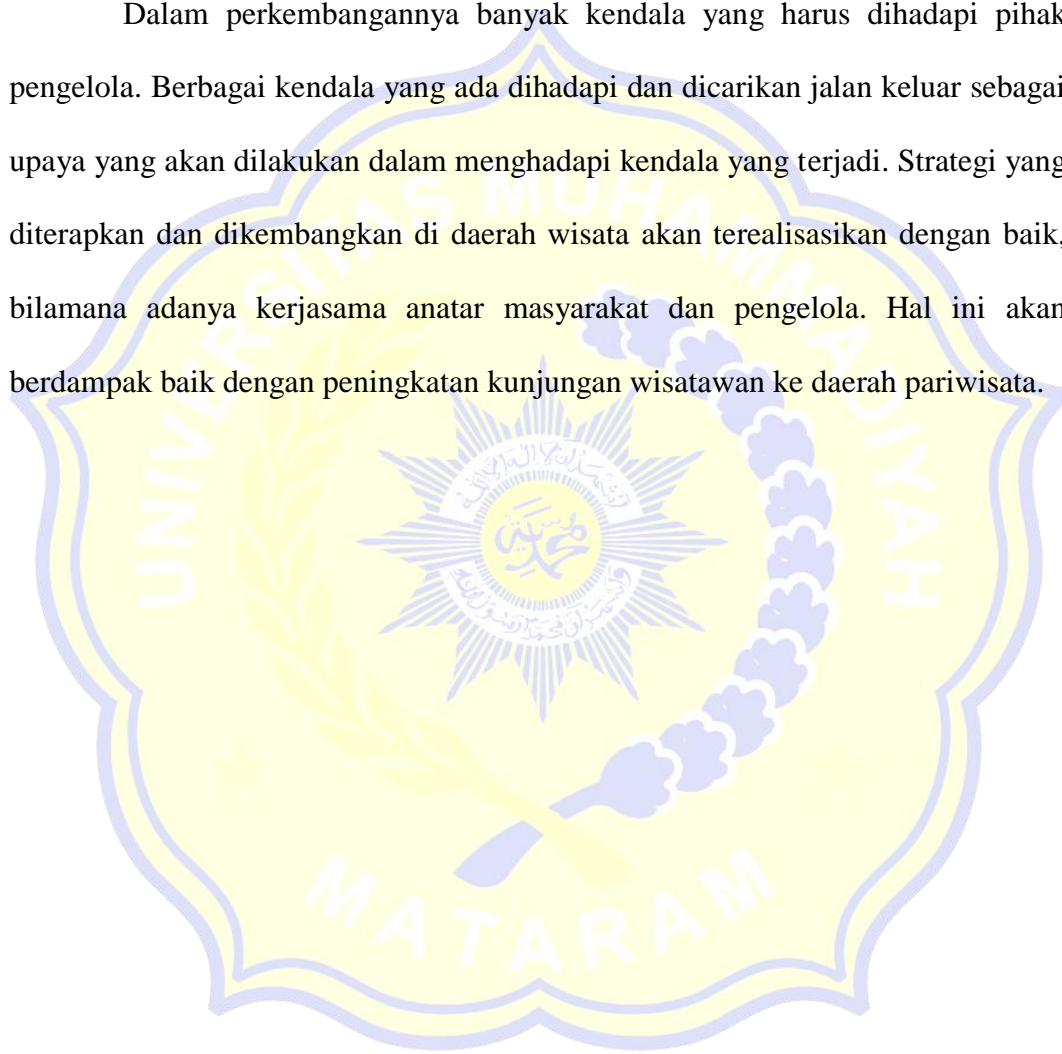 Dalam perkembangannya banyak kendala yang harus dihadapi pihak
pengelola. Berbagai kendala yang ada dihadapi dan dicarikan jalan keluar sebagai
upaya yang akan dilakukan dalam menghadapi kendala yang terjadi. Strategi yang
diterapkan dan dikembangkan di daerah wisata akan terealisasikan dengan baik,
bilamana adanya kerjasama anatar masyarakat dan pengelola. Hal ini akan
berdampak baik dengan peningkatan kunjungan wisatawan ke daerah pariwisata.
UNIVERSITAS MUHAMMADIYAH
MATARAM